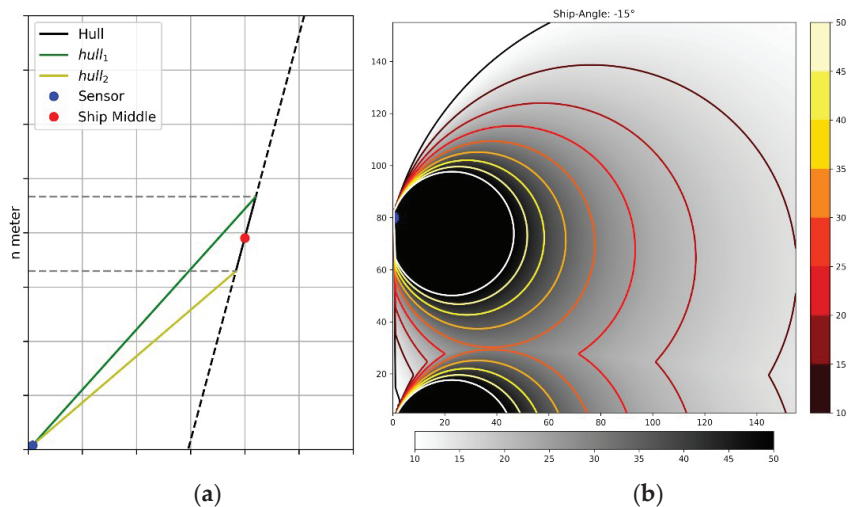 Hull
hull₁
hull₂
Sensor
Ship Middle
n meter
(a)
Ship-Angle: -15°
140
120
100
80
60
40
20
0 20 40 60 80 100 120 140
10 15 20 25 30 35 40 45 50
50
45
40
35
30
25
20
15
10
(b)